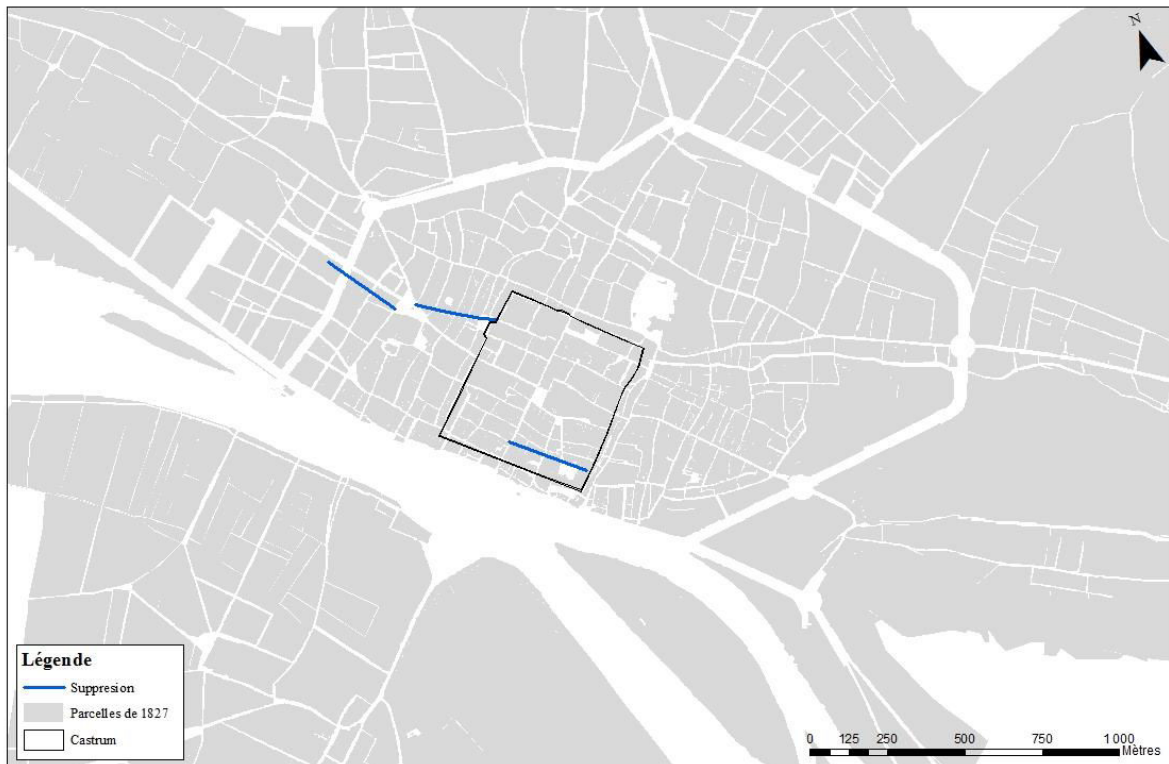 N
Légende
Suppresion
Parcelles de 1827
Castrum
0 125 250 500 750 1 000
Mètres